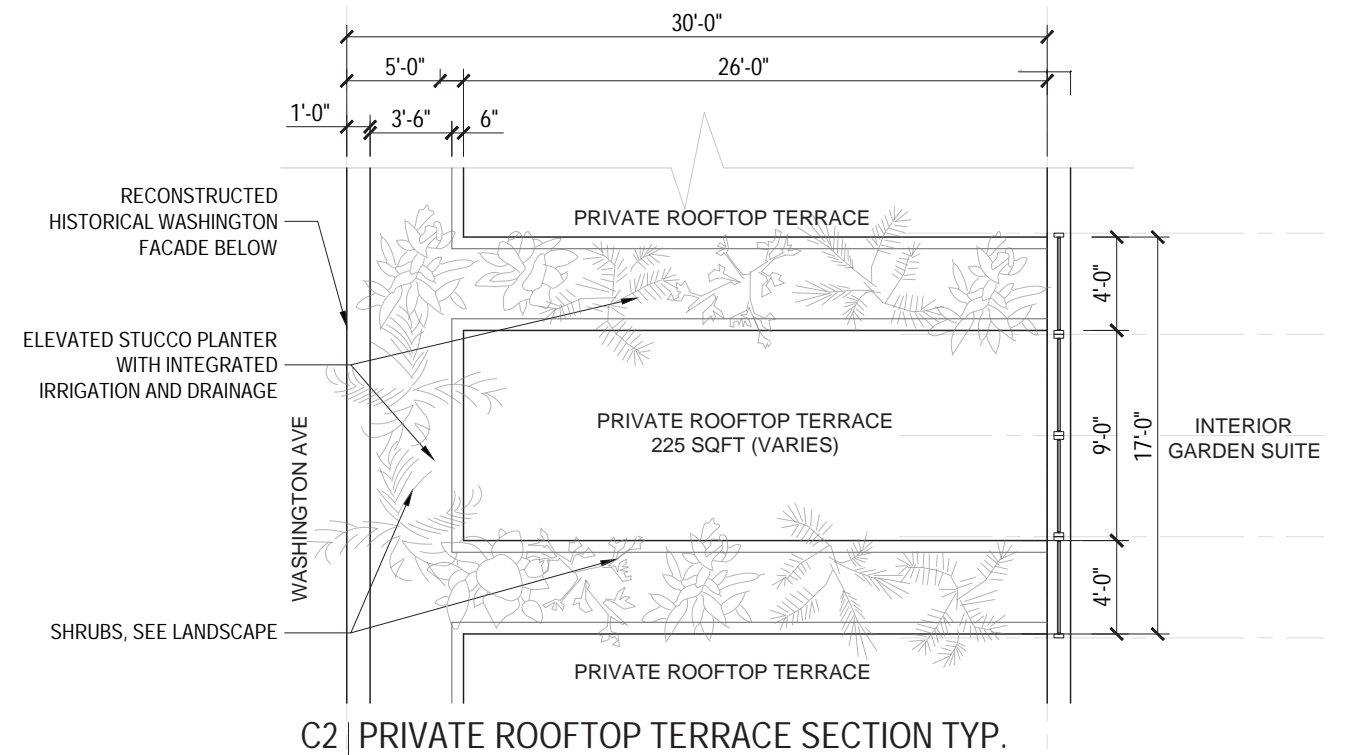 30'-0"
5'-0"
26'-0"
1'-0"
3'-6"
6"
RECONSTRUCTED
HISTORICAL WASHINGTON
FACADE BELOW
PRIVATE ROOFTOP TERRACE
ELEVATED STUCCO PLANTER
WITH INTEGRATED
IRRIGATION AND DRAINAGE
4'-0"
PRIVATE ROOFTOP TERRACE
225 SQFT (VARIES)
9'-0"
17'-0"
INTERIOR
GARDEN SUITE
WASHINGTON AVE
4'-0"
SHRUBS, SEE LANDSCAPE
PRIVATE ROOFTOP TERRACE
C2 | PRIVATE ROOFTOP TERRACE SECTION TYP.